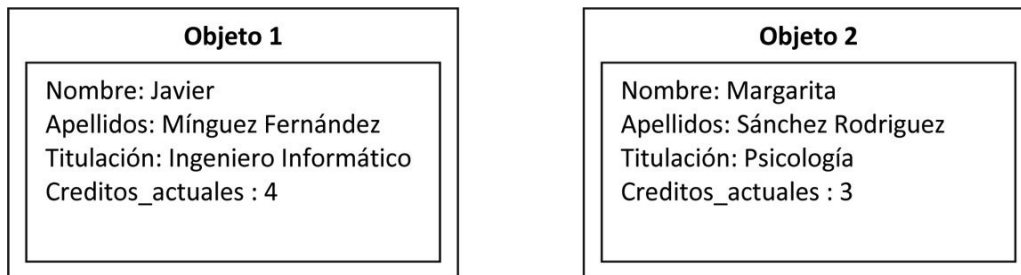 Objeto 1
Nombre: Javier
Apellidos: Mínguez Fernández
Titulación: Ingeniero Informático
Creditos_actuales : 4
Objeto 2
Nombre: Margarita
Apellidos: Sánchez Rodriguez
Titulación: Psicología
Creditos_actuales : 3